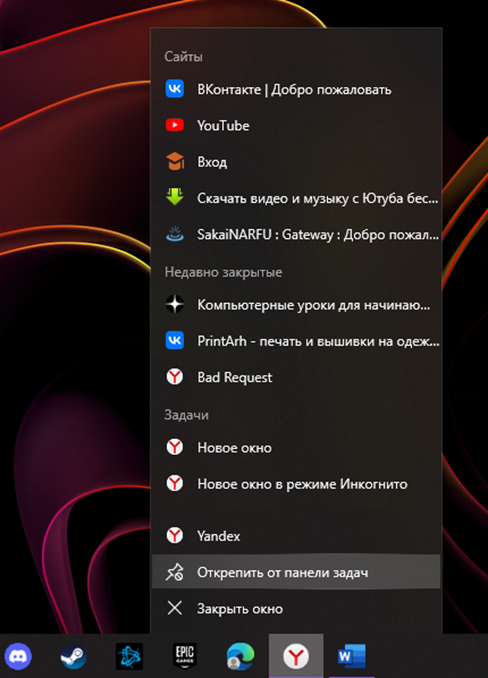 Сайты
ВКонтакте | Добро пожаловать
YouTube
Вход
Скачать видео и музыку с Ютуба бес...
SakaiNARFU : Gateway : Добро пожал...
Недавно закрытые
Компьютерные уроки для начинаю...
PrintArh - печать и вышивки на одеж...
Bad Request
Задачи
Новое окно
Новое окно в режиме Инкогнито
Yandex
Открепить от панели задач
Закрыть окно
EPIC
GAMES